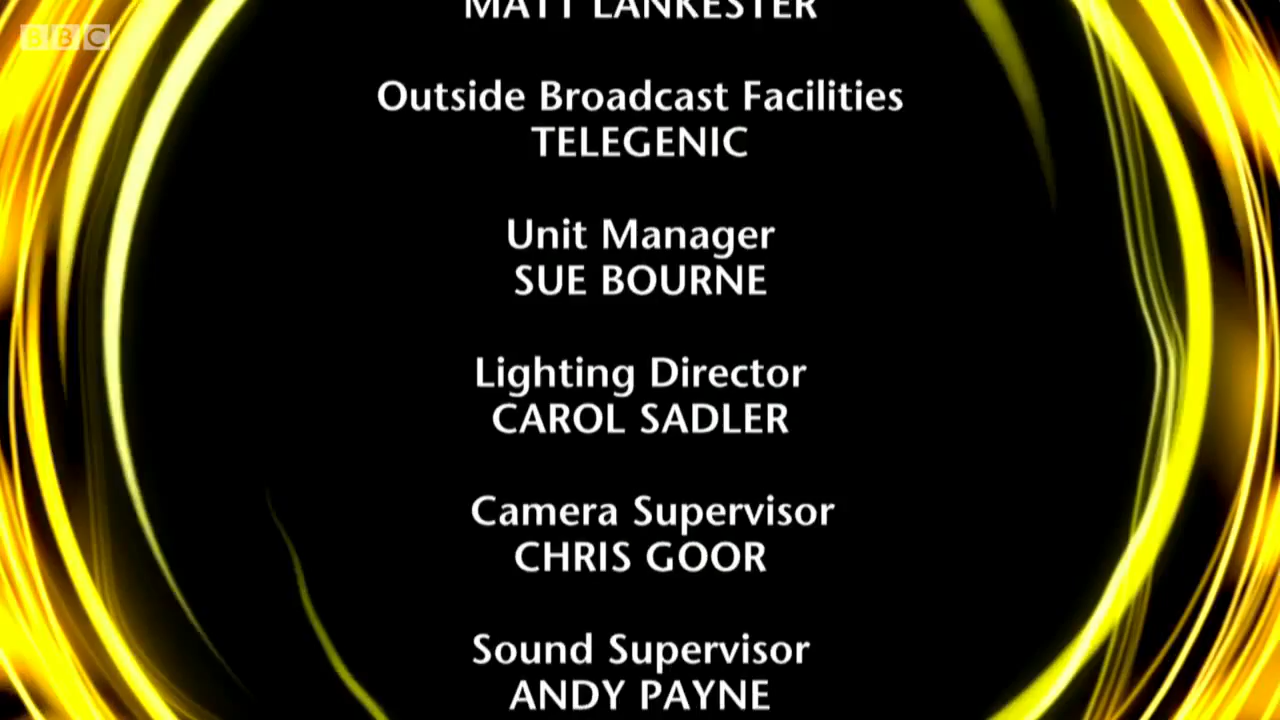 BBC
MATT LANKESTER
Outside Broadcast Facilities
TELEGENIC
Unit Manager
SUE BOURNE
Lighting Director
CAROL SADLER
Camera Supervisor
CHRIS GOOR
Sound Supervisor
ANDY PAYNE